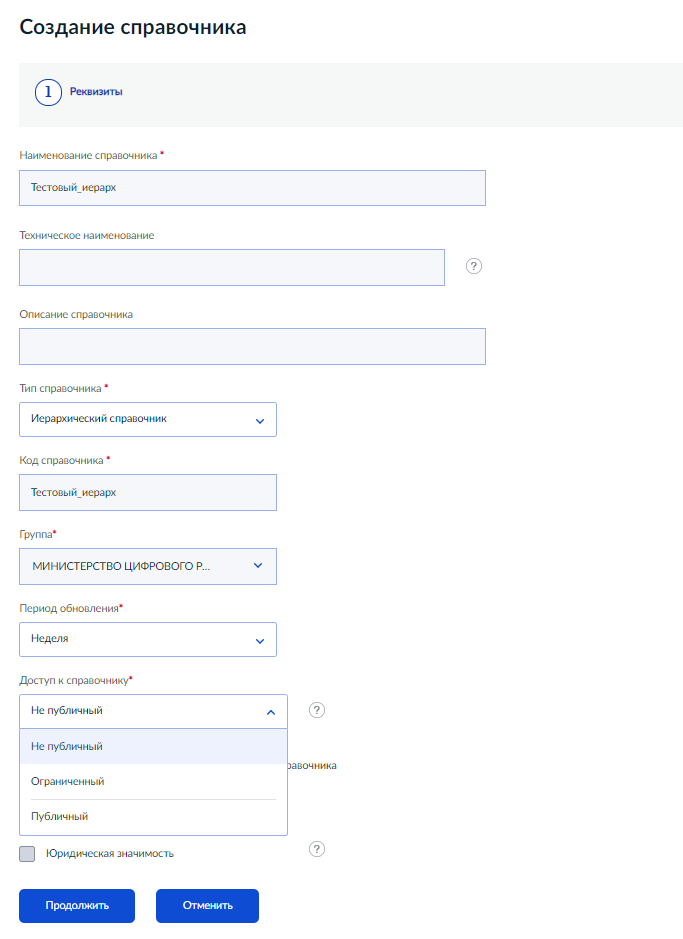 Создание справочника
1 Реквизиты
Наименование справочника *
Тестовый_иерарх
Техническое наименование
?
Описание справочника
Тип справочника *
Иерархический справочник
Код справочника *
Тестовый_иерарх
Группа*
МИНИСТЕРСТВО ЦИФРОВОГО Р...
Период обновления*
Неделя
Доступ к справочнику*
Не публичный
?
Не публичный
Ограниченный
Публичный
Юридическая значимость
?
Продолжить Отменить